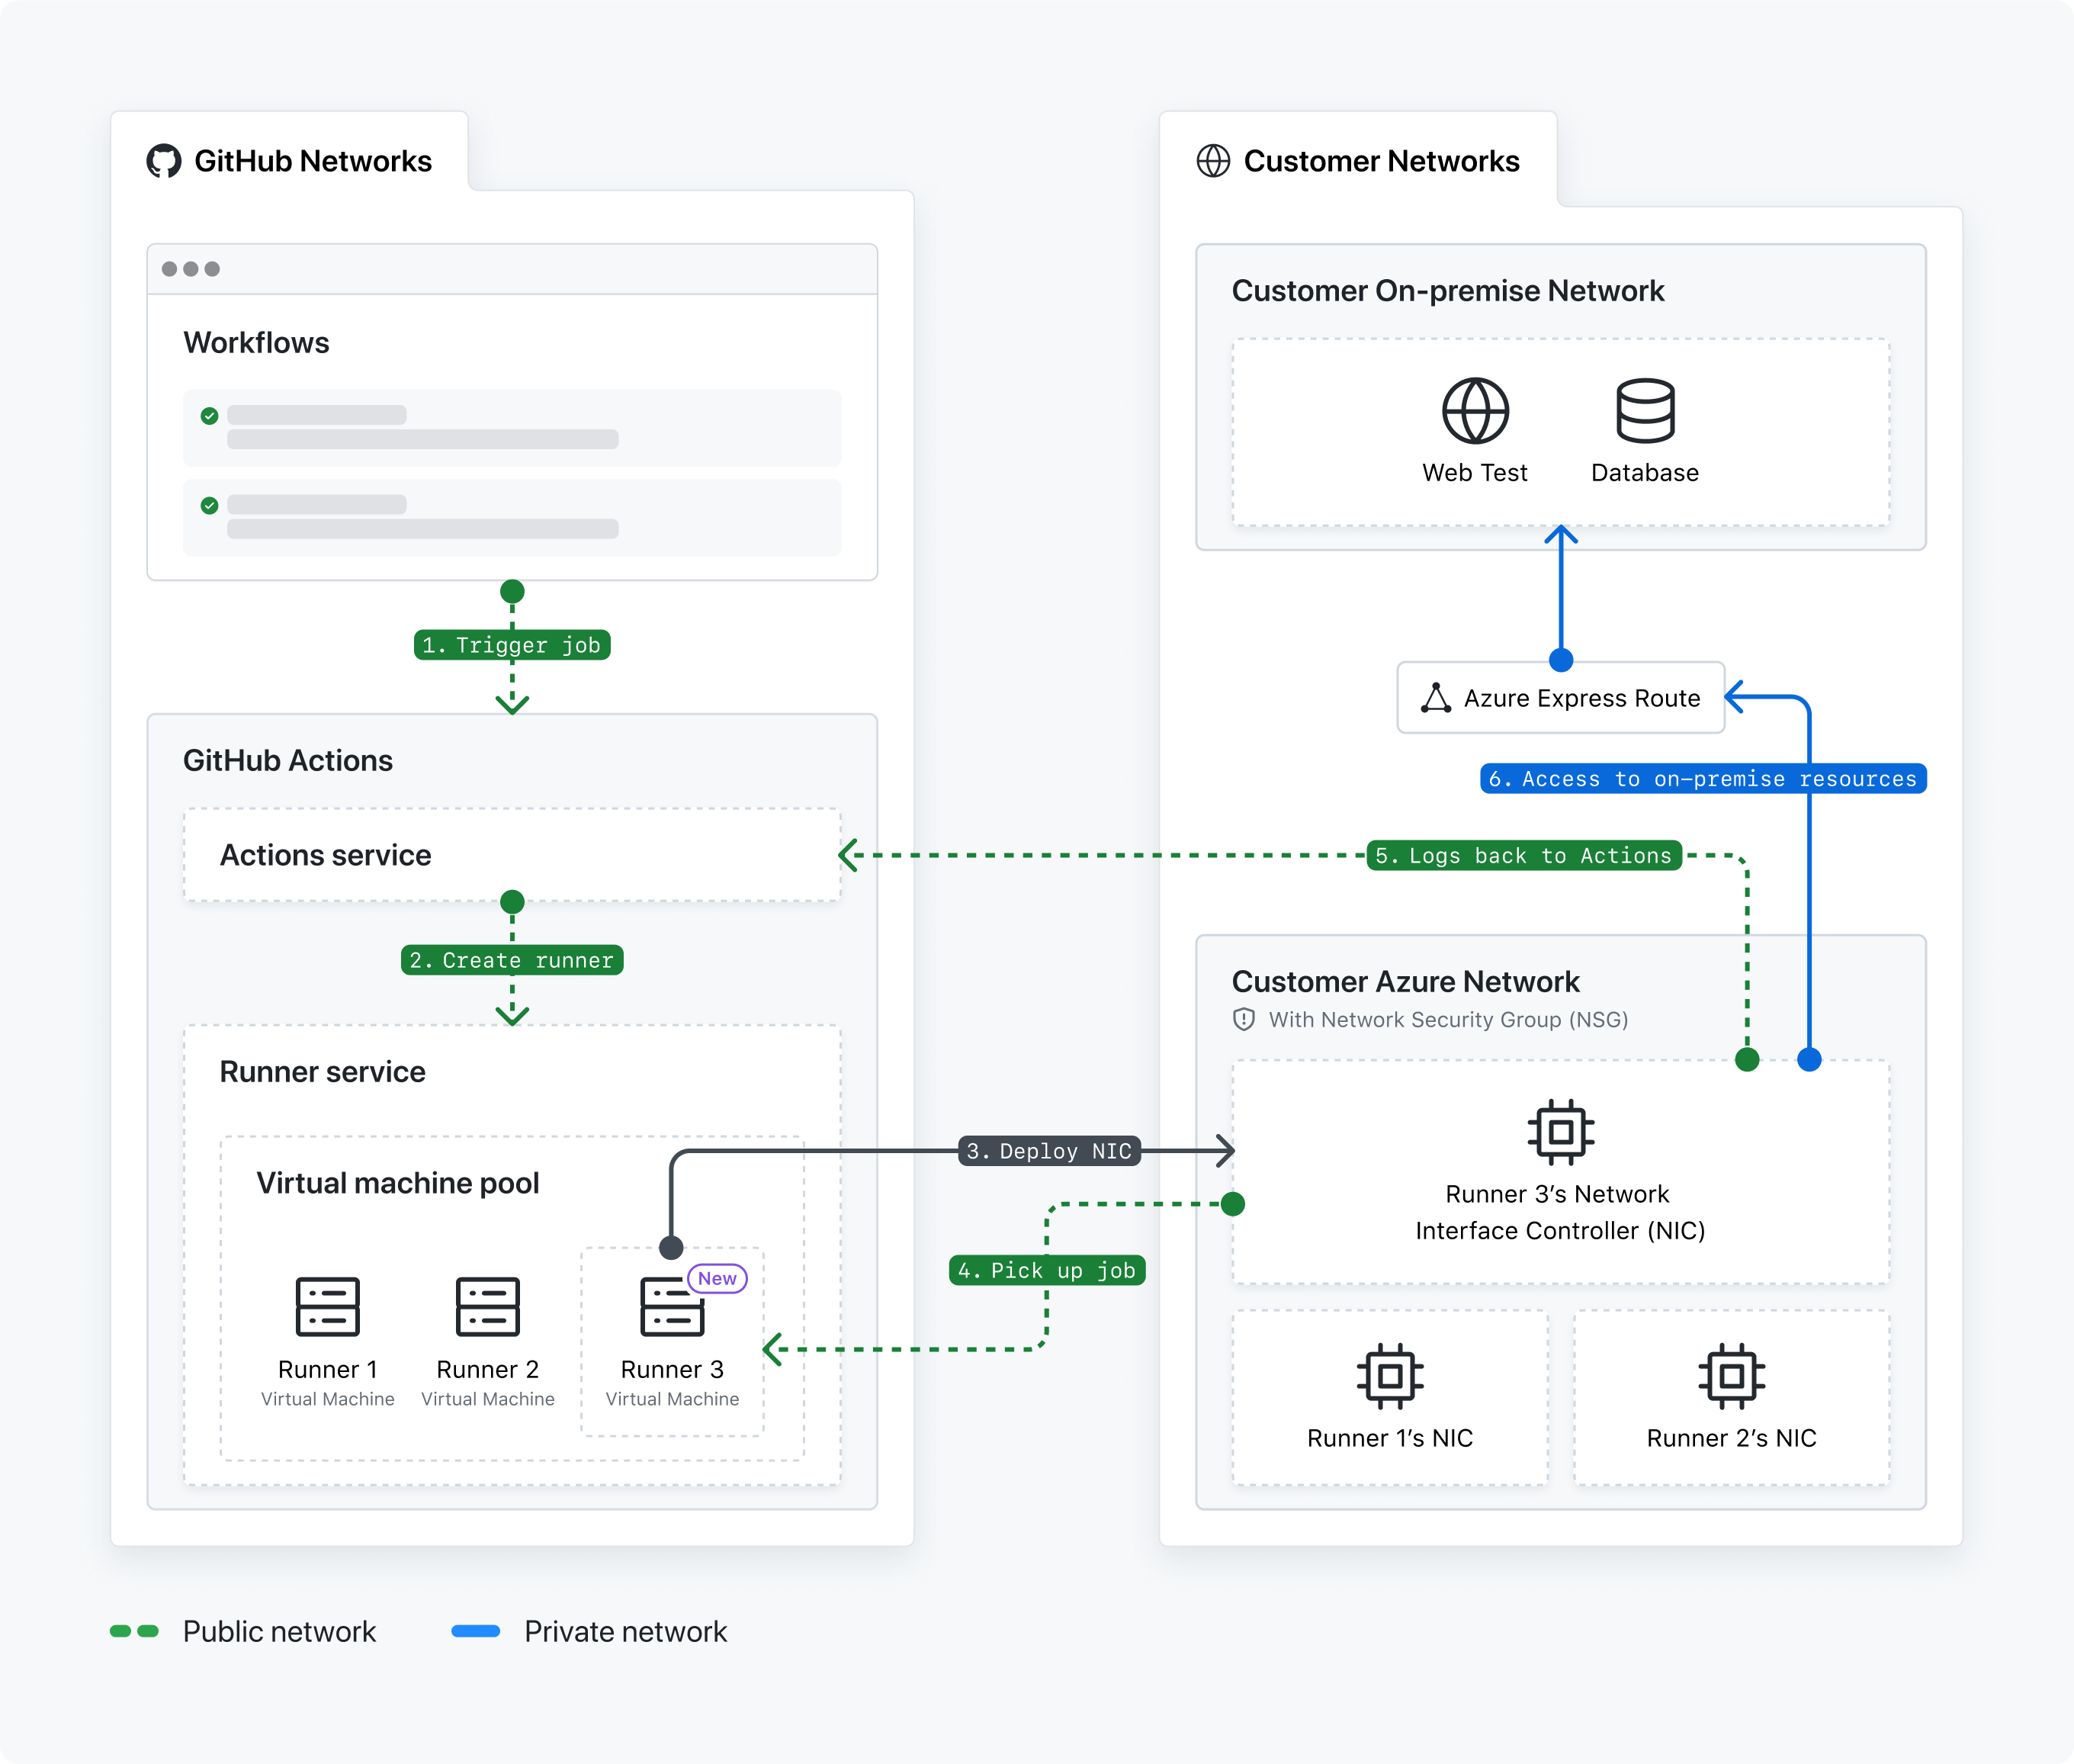 GitHub Networks
Workflows
1. Trigger job
GitHub Actions
Actions service
2. Create runner
Runner service
Virtual machine pool
New
Runner 1
Virtual Machine
Runner 2
Virtual Machine
Runner 3
Virtual Machine
3. Deploy NIC
4. Pick up job
Customer Networks
Customer On-premise Network
Web Test
Database
Azure Express Route
6. Access to on-premise resources
5. Logs back to Actions
Customer Azure Network
With Network Security Group (NSG)
Runner 3’s Network
Interface Controller (NIC)
Runner 1’s NIC
Runner 2’s NIC
Public network
Private network